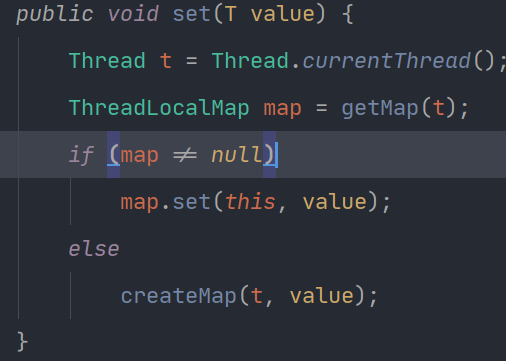 public void set(T value) {
    Thread t = Thread.currentThread();
    ThreadLocalMap map = getMap(t);
    if (map != null)
        map.set(this, value);
    else
        createMap(t, value);
}